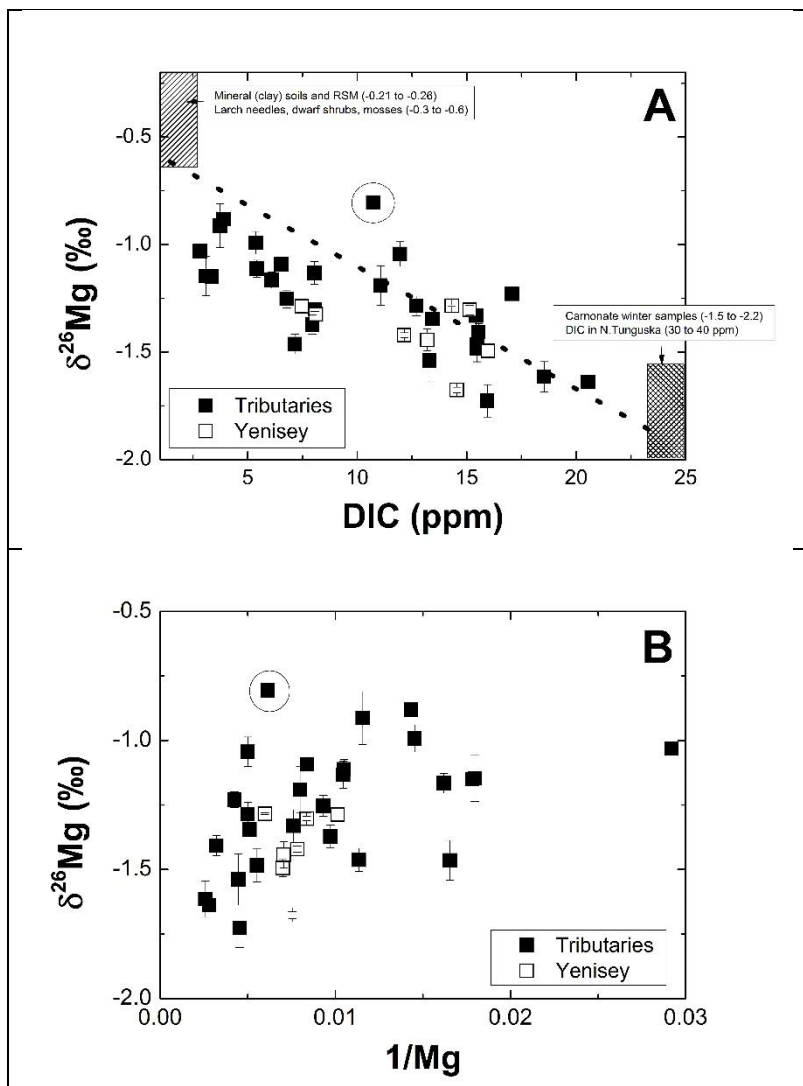 A
Mineral (clay) soils and RSM (-0.21 to -0.26)
Larch needles, dwarf shrubs, mosses (-0.3 to -0.6)
-0.5
-1.0
-1.5
-2.0
δ²⁶Mg (‰)
Carnonate winter samples (-1.5 to -2.2)
DIC in N.Tunguska (30 to 40 ppm)
Tributaries
Yenisey
5 10 15 20 25
DIC (ppm)
B
-0.5
-1.0
-1.5
-2.0
δ²⁶Mg (‰)
Tributaries
Yenisey
0.00 0.01 0.02 0.03
1/Mg